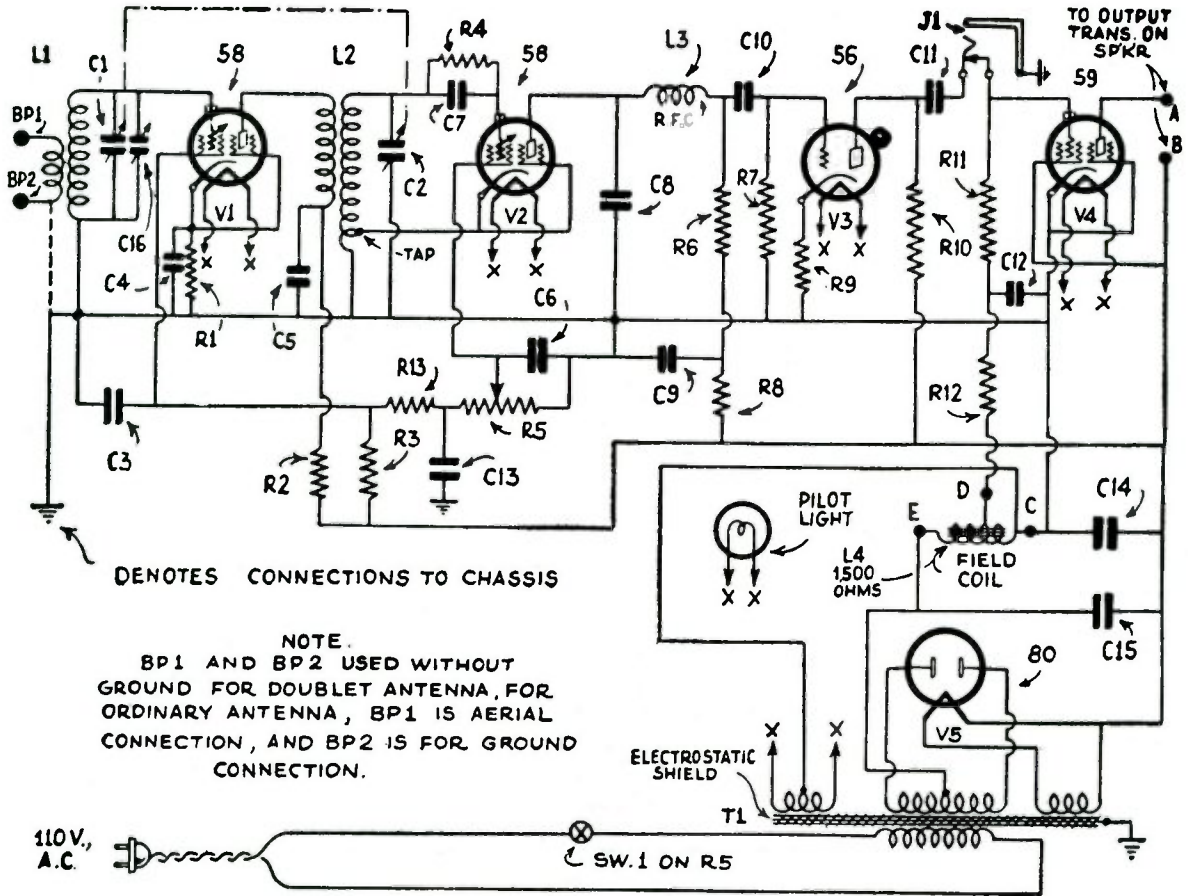 L1
C1
58
L2
R4
58
L3
C10
56
C11
J1
TO OUTPUT
TRANS. ON
SPKR
59
A
B
BP1
BP2
C7
R.F.C
C2
C16
V1
V2
C8
R7
R6
V3
R11
R10
V4
TAP
X X
X X
X X
X X
C4
R1
C5
C6
R9
C12
R13
C9
R8
R12
C3
R5
R2
R3
C13
D
E
C
C14
PILOT
LIGHT
X X
L4
1,500
OHMS
FIELD
COIL
DENOTES CONNECTIONS TO CHASSIS
C15
80
V5
NOTE.
BP1 AND BP2 USED WITHOUT
GROUND FOR DOUBLET ANTENNA, FOR
ORDINARY ANTENNA, BP1 IS AERIAL
CONNECTION, AND BP2 IS FOR GROUND
CONNECTION.
X X
ELECTROSTATIC
SHIELD
T1
110 V.,
A.C.
SW.1 ON R5